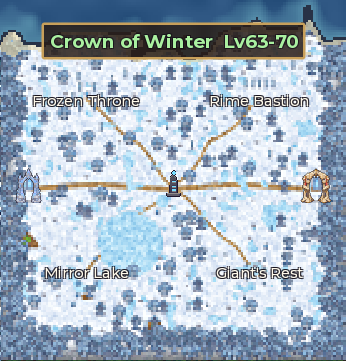 Crown of Winter Lv63-70
Frozen Throne
Rime Bastion
Mirror Lake
Giant's Rest